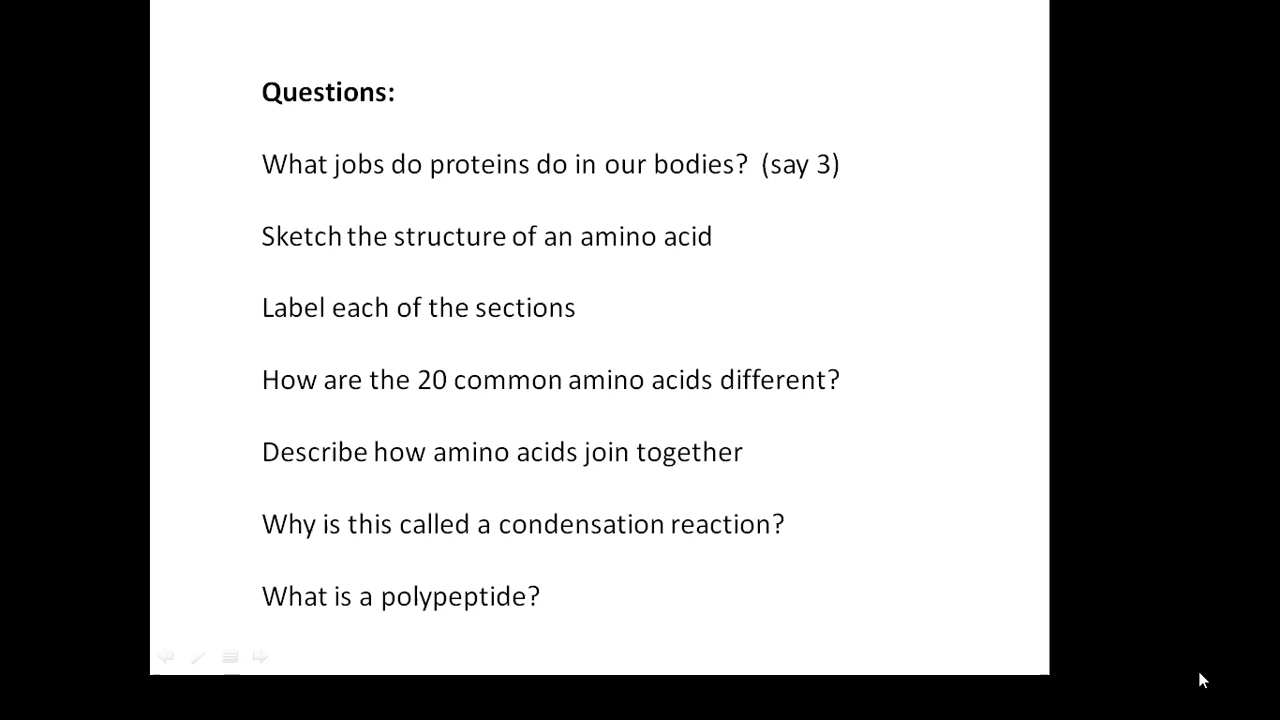 Questions:
What jobs do proteins do in our bodies? (say 3)
Sketch the structure of an amino acid
Label each of the sections
How are the 20 common amino acids different?
Describe how amino acids join together
Why is this called a condensation reaction?
What is a polypeptide?